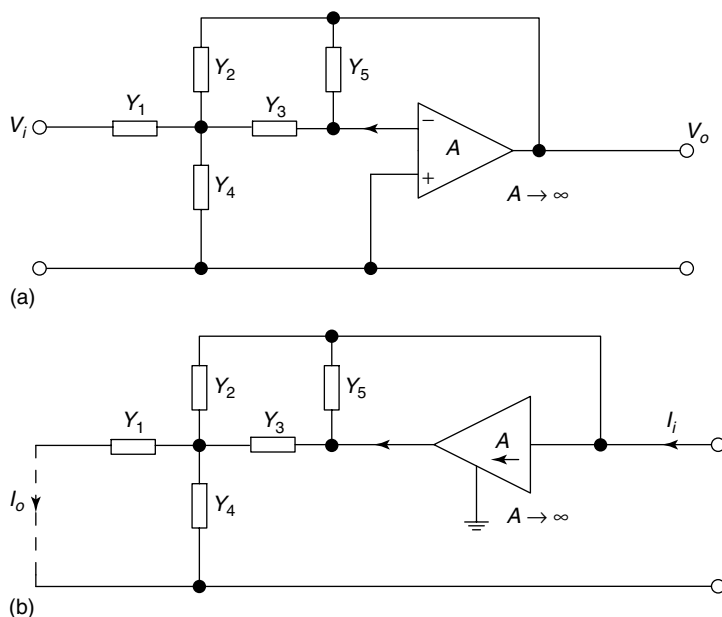 Y2
Y5
Y1
Y3
Vi
−
A
Vo
Y4
+
A → ∞
(a)
Y2
Y5
Y1
Y3
A
Ii
Io
Y4
A → ∞
(b)